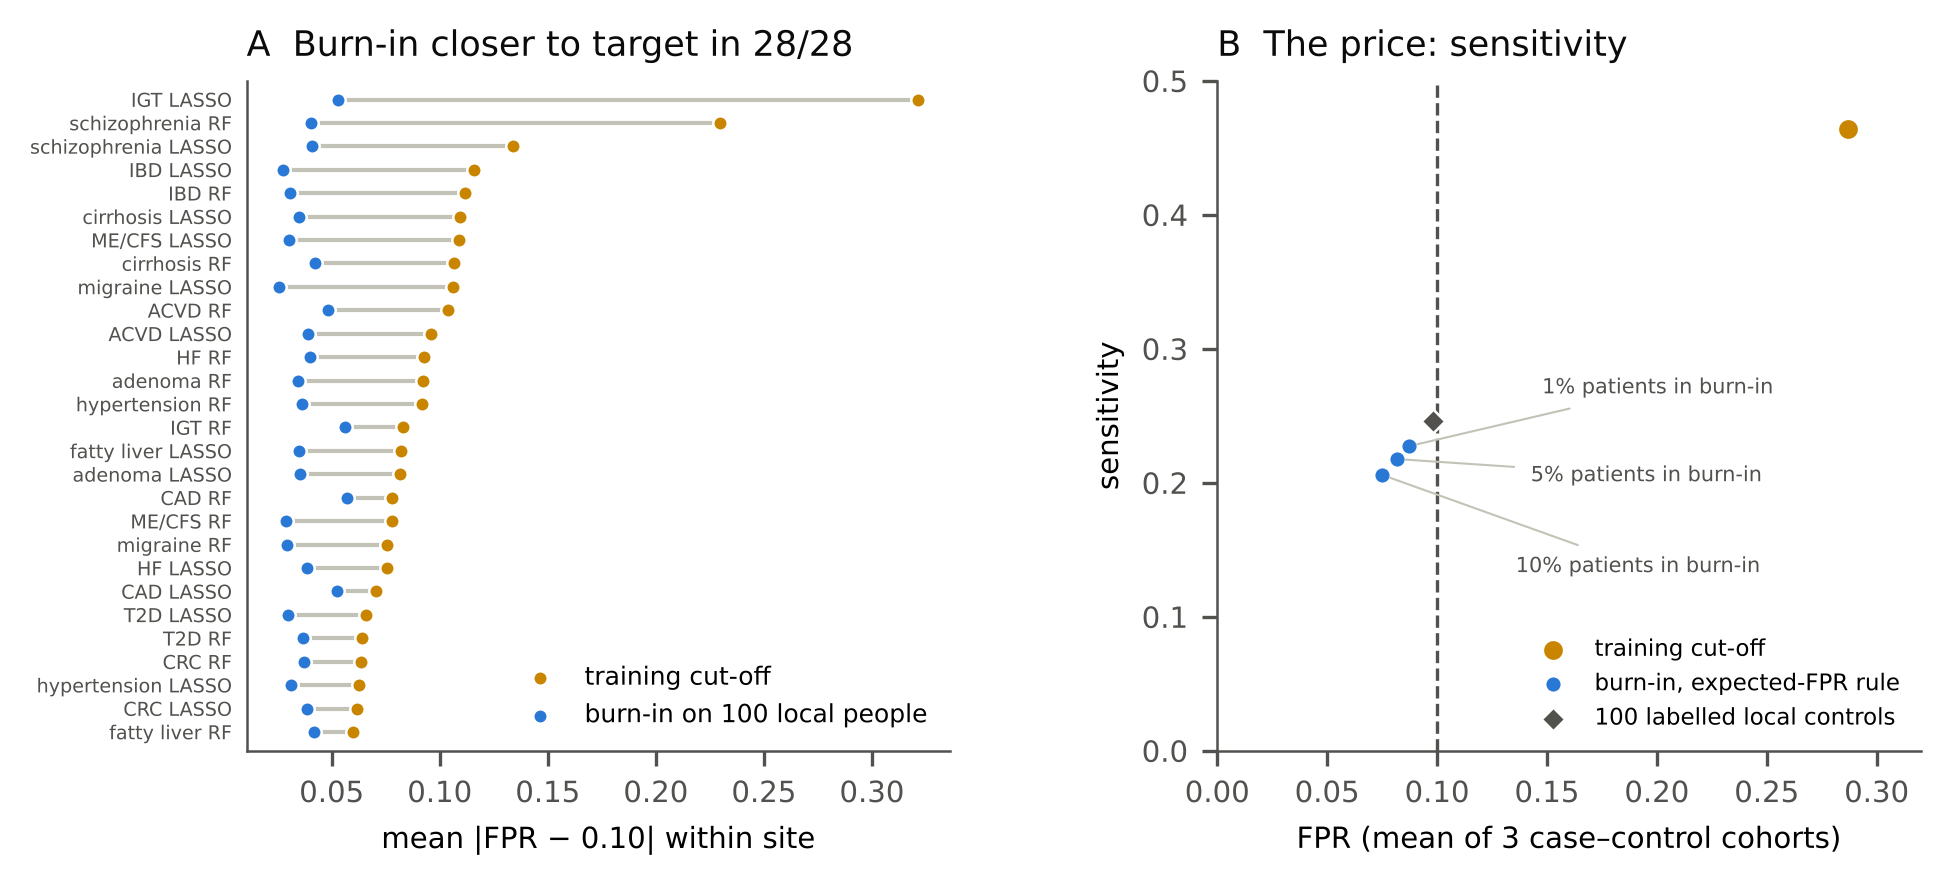 A Burn-in closer to target in 28/28
IGT LASSO
schizophrenia RF
schizophrenia LASSO
IBD LASSO
IBD RF
cirrhosis LASSO
ME/CFS LASSO
cirrhosis RF
migraine LASSO
ACVD RF
ACVD LASSO
HF RF
adenoma RF
hypertension RF
IGT RF
fatty liver LASSO
adenoma LASSO
CAD RF
ME/CFS RF
migraine RF
HF LASSO
CAD LASSO
T2D LASSO
T2D RF
CRC RF
hypertension LASSO
CRC LASSO
fatty liver RF
training cut-off
burn-in on 100 local people
0.05 0.10 0.15 0.20 0.25 0.30
mean |FPR − 0.10| within site
B The price: sensitivity
sensitivity
0.5
0.4
0.3
0.2
0.1
0.0
1% patients in burn-in
5% patients in burn-in
10% patients in burn-in
training cut-off
burn-in, expected-FPR rule
100 labelled local controls
0.00 0.05 0.10 0.15 0.20 0.25 0.30
FPR (mean of 3 case–control cohorts)